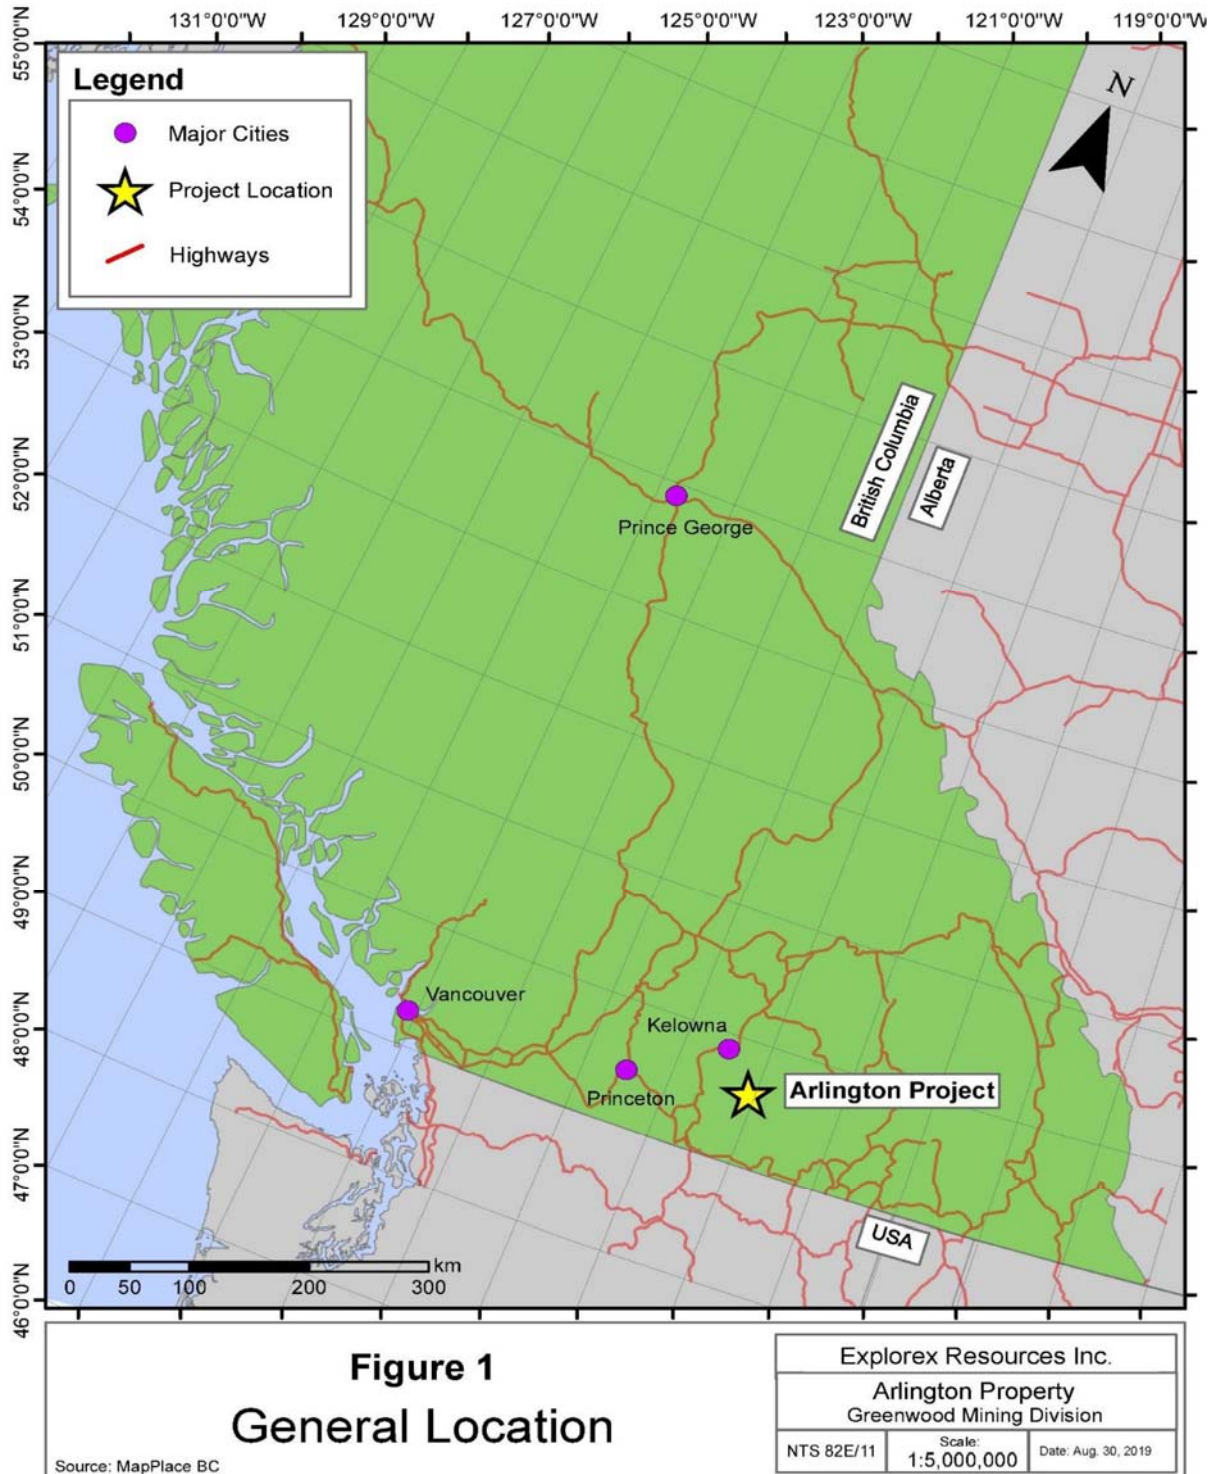 131°0'0"W 129°0'0"W 127°0'0"W 125°0'0"W 123°0'0"W 121°0'0"W 119°0'0"W
55°0'0"N
54°0'0"N
53°0'0"N
52°0'0"N
51°0'0"N
50°0'0"N
49°0'0"N
48°0'0"N
47°0'0"N
46°0'0"N
Legend
Major Cities
Project Location
Highways
N
British Columbia
Alberta
Prince George
Vancouver
Kelowna
Princeton
Arlington Project
USA
km
0 50 100 200 300
Figure 1
General Location
Source: MapPlace BC
Explorex Resources Inc.
Arlington Property
Greenwood Mining Division
NTS 82E/11
Scale:
1:5,000,000
Date: Aug. 30, 2019